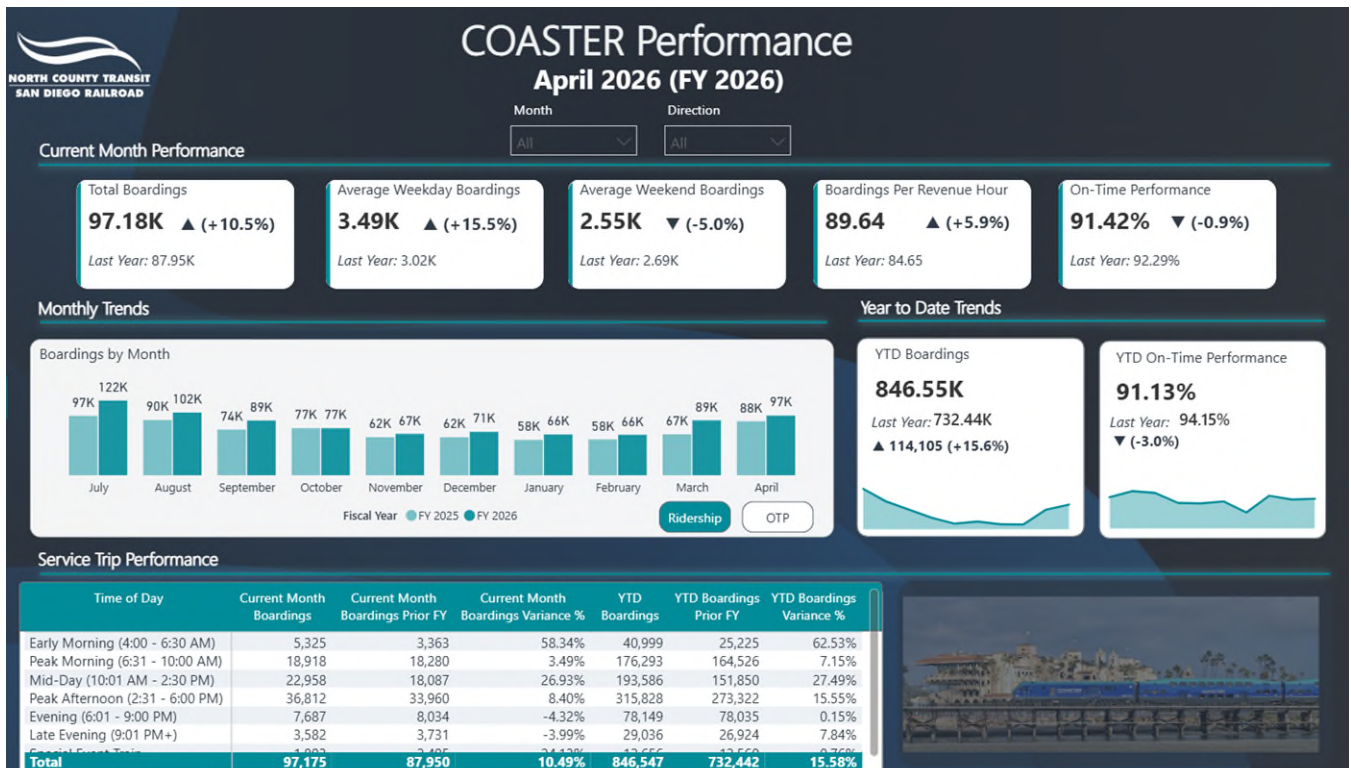 COASTER Performance
April 2026 (FY 2026)
NORTH COUNTY TRANSIT
SAN DIEGO RAILROAD
Month
Direction
All
All
Current Month Performance
Total Boardings
97.18K ▲ (+10.5%)
Last Year: 87.95K
Average Weekday Boardings
3.49K ▲ (+15.5%)
Last Year: 3.02K
Average Weekend Boardings
2.55K ▼ (-5.0%)
Last Year: 2.69K
Boardings Per Revenue Hour
89.64 ▲ (+5.9%)
Last Year: 84.65
On-Time Performance
91.42% ▼ (-0.9%)
Last Year: 92.29%
Monthly Trends
Boardings by Month
97K 122K 90K 102K 74K 89K 77K 77K 62K 67K 62K 71K 58K 66K 58K 66K 67K 89K 88K 97K
July August September October November December January February March April
Fiscal Year FY 2025 FY 2026
Ridership
OTP
Year to Date Trends
YTD Boardings
846.55K
Last Year: 732.44K
▲ 114,105 (+15.6%)
YTD On-Time Performance
91.13%
Last Year: 94.15%
▼ (-3.0%)
Service Trip Performance
Time of Day Current Month Boardings Current Month Boardings Prior FY Current Month Boardings Variance % YTD Boardings YTD Boardings Prior FY YTD Boardings Variance %
Early Morning (4:00 - 6:30 AM) 5,325 3,363 58.34% 40,999 25,225 62.53%
Peak Morning (6:31 - 10:00 AM) 18,918 18,280 3.49% 176,293 164,526 7.15%
Mid-Day (10:01 AM - 2:30 PM) 22,958 18,087 26.93% 193,586 151,850 27.49%
Peak Afternoon (2:31 - 6:00 PM) 36,812 33,960 8.40% 315,828 273,322 15.55%
Evening (6:01 - 9:00 PM) 7,687 8,034 -4.32% 78,149 78,035 0.15%
Late Evening (9:01 PM+) 3,582 3,731 -3.99% 29,036 26,924 7.84%
Special Event Train
Total 97,175 87,950 10.49% 846,547 732,442 15.58%